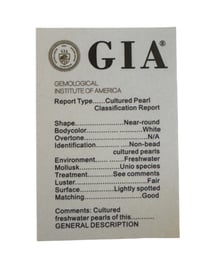 GIA®
GEMOLOGICAL
INSTITUTE OF AMERICA
Report Type......Cultured Pearl
Classification Report
Shape....................Near-round
Bodycolor.........................White
Overtone............................N/A
Identification..............Non-bead
cultured pearls
Environment...... ........Freshwater
Mollusk....................Unio species
Treatment...............See comments
Luster...................................Fair
Surface....................Lightly spotted
Matching.............................Good
Comments: Cultured
freshwater pearls of this............
GENERAL DESCRIPTION